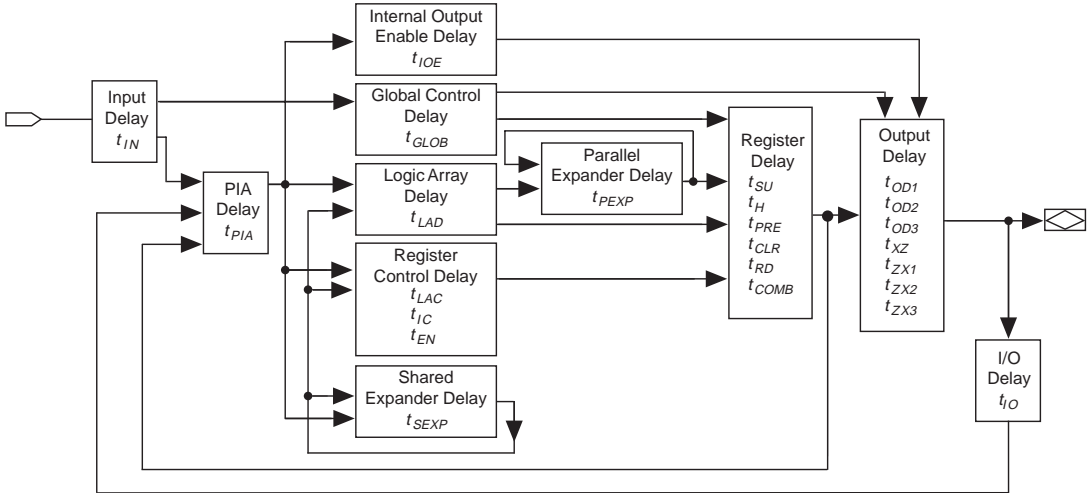 Input
Delay
tIN
PIA
Delay
tPIA
Internal Output
Enable Delay
tIOE
Global Control
Delay
tGLOB
Logic Array
Delay
tLAD
Register
Control Delay
tLAC
tIC
tEN
Shared
Expander Delay
tSEXP
Parallel
Expander Delay
tPEXP
Register
Delay
tSU
tH
tPRE
tCLR
tRD
tCOMB
Output
Delay
tOD1
tOD2
tOD3
tXZ
tZX1
tZX2
tZX3
I/O
Delay
tIO